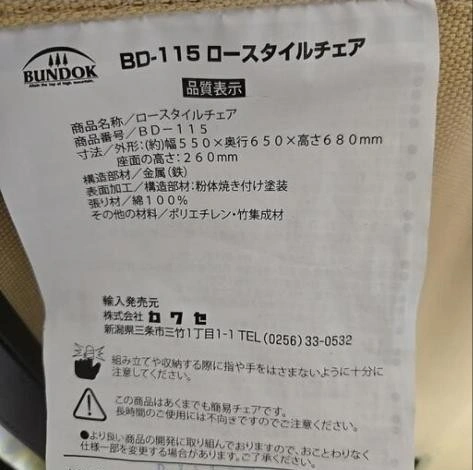 BUNDOK
BD-115 ロースタイルチェア
品質表示
商品名称/ロースタイルチェア
商品番号/BD-115
寸法/外形:(約)幅550×奥行650×高さ680mm
座面の高さ:260mm
構造部材/金属(鉄)
表面加工/構造部材:粉体焼き付け塗装
張り材/綿100%
その他の材料/ポリエチレン・竹集成材
輸入発売元
株式会社 カワセ
新潟県三条市三竹1丁目1-1 TEL(0256)33-0532
組み立てや収納する際に指や手をはさまないように十分に
注意してください。
この商品はあくまでも簡易チェアです。
長時間のご使用には不向きですのでご注意ください。
●より良い商品の開発に取り組んでおりますので、おことわりなく
仕様一部を変更する場合があります。ご了承ください。